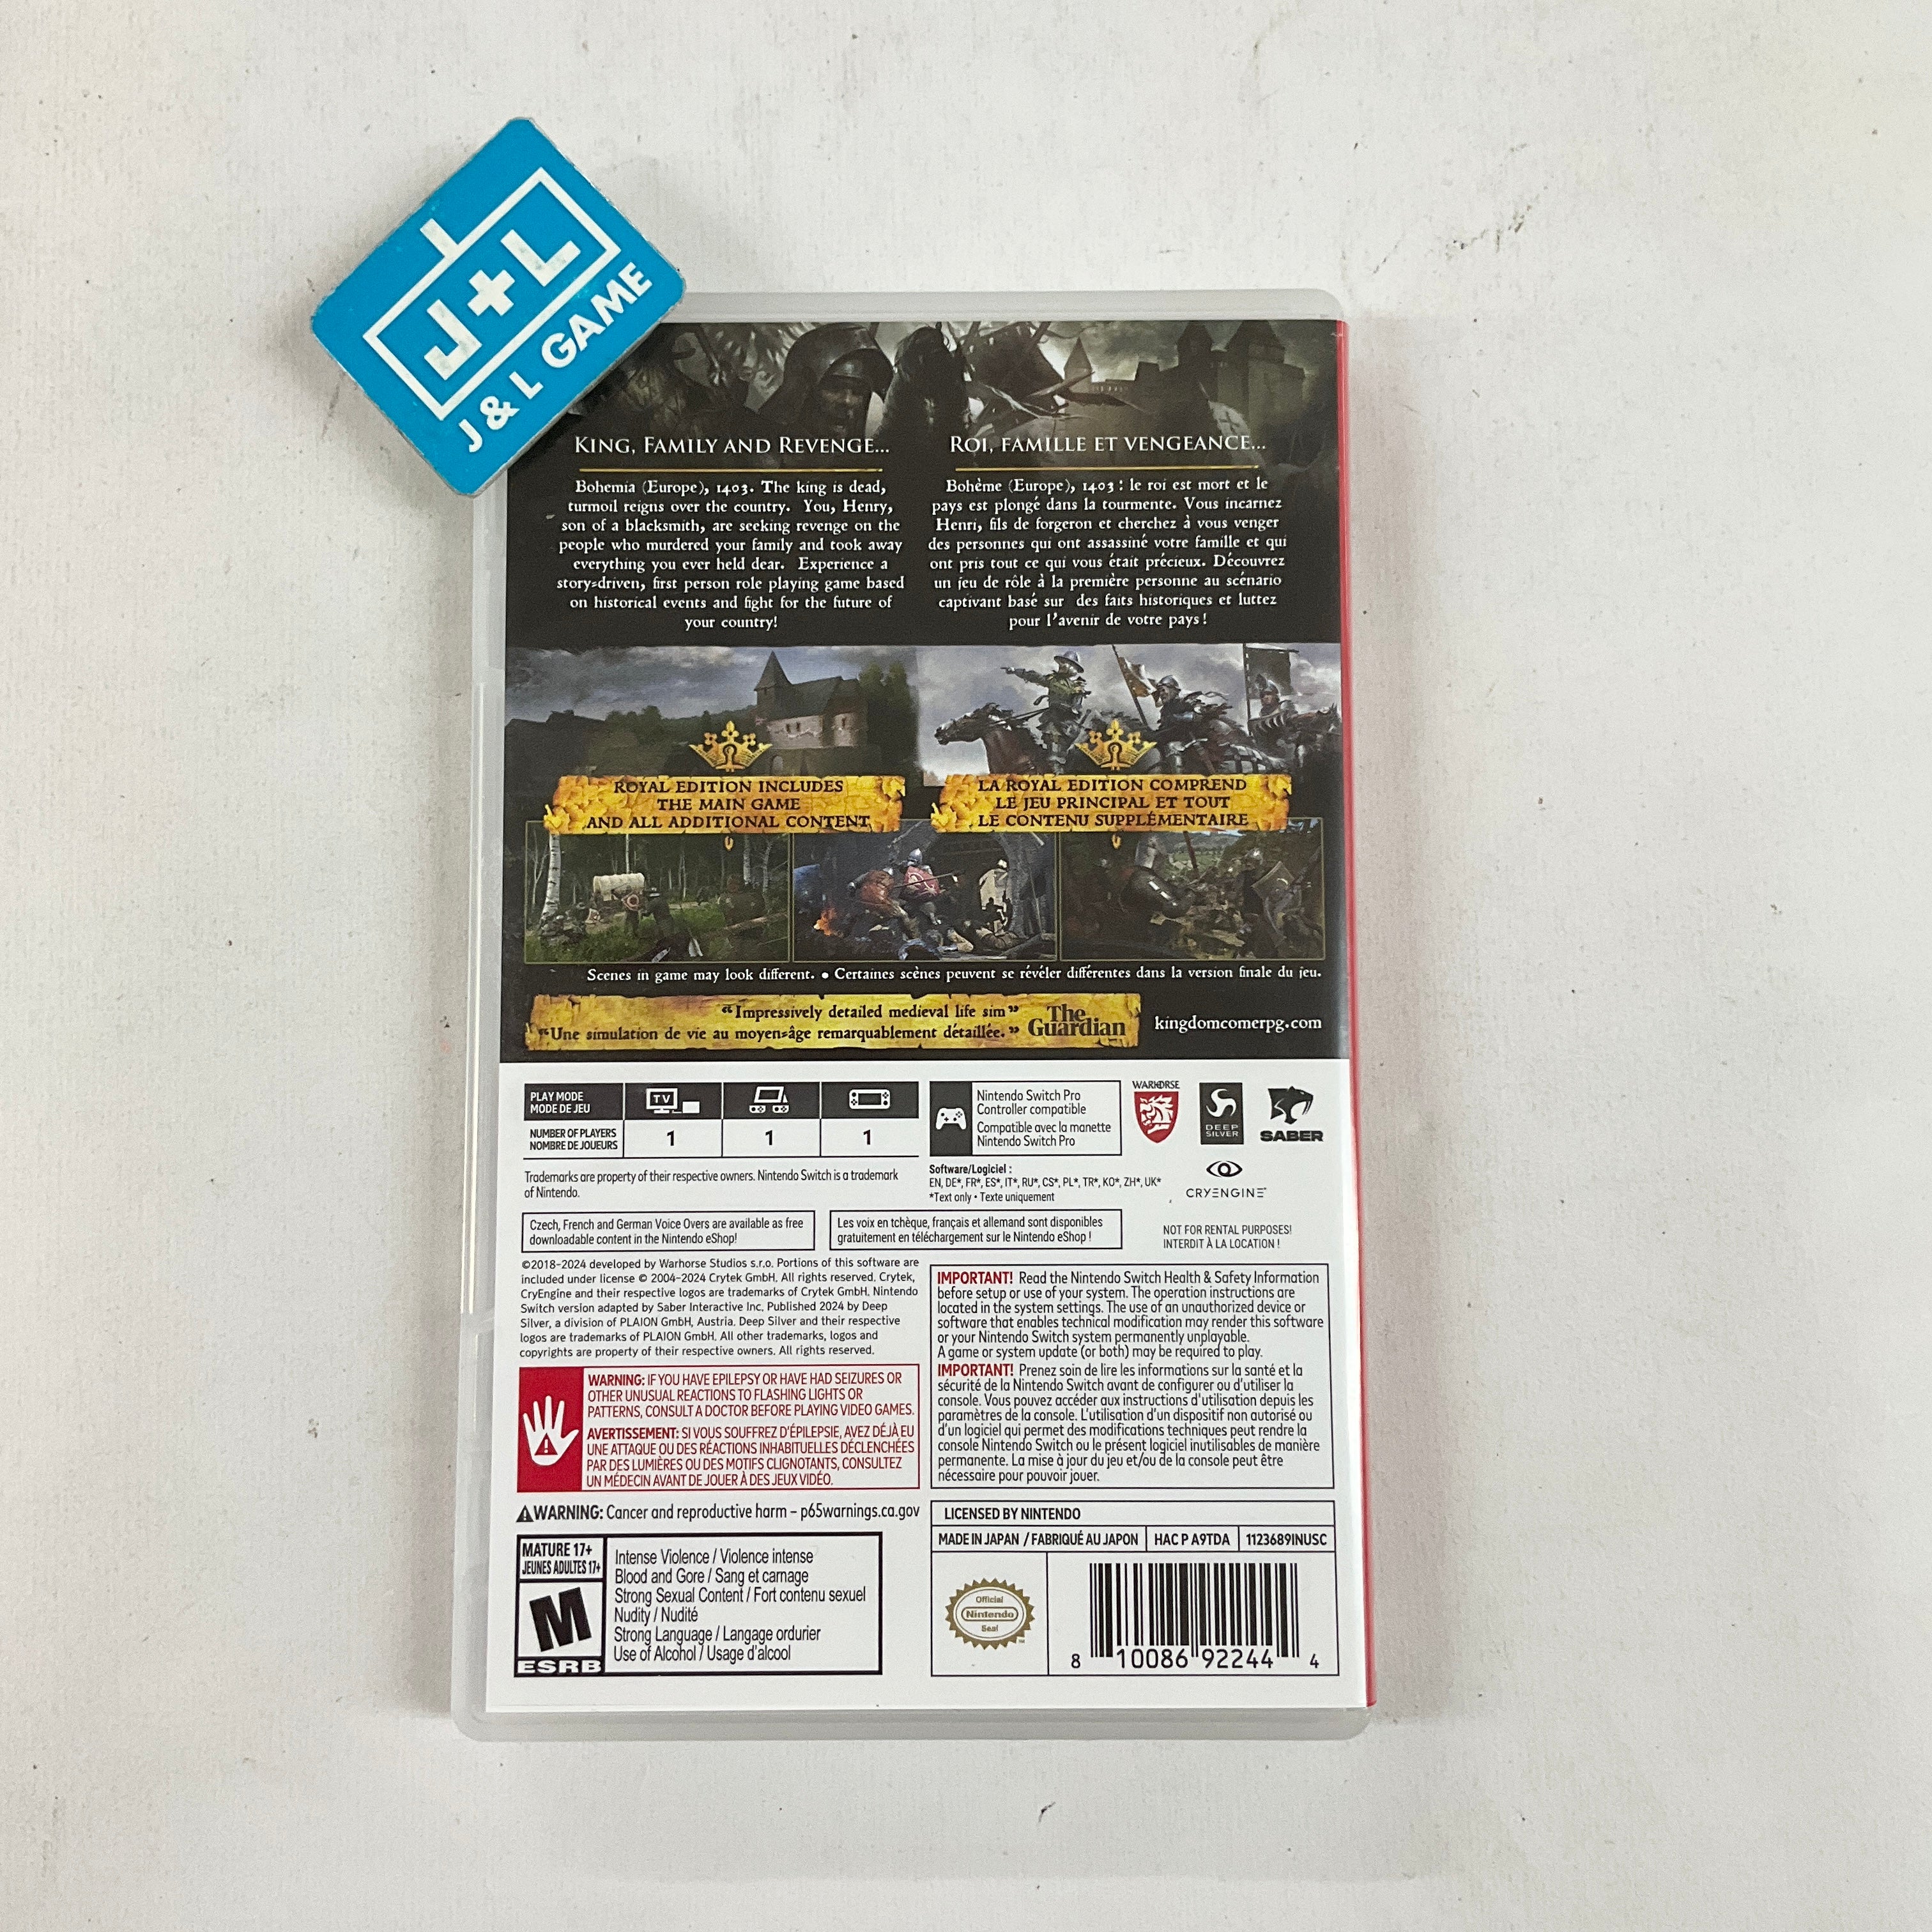 J+L
J & L GAME
KING, FAMILY AND REVENGE...
Bohemia (Europe), 1403. The king is dead,
turmoil reigns over the country. You, Henry,
son of a blacksmith, are seeking revenge on the
people who murdered your family and took away
everything you ever held dear. Experience a
story-driven, first person role playing game based
on historical events and fight for the future of
your country!
ROI, FAMILLE ET VENGEANCE...
Bohème (Europe), 1403 : le roi est mort et le
pays est plongé dans la tourmente. Vous incarnez
Henri, fils de forgeron et cherchez à vous venger
des personnes qui ont assassiné votre famille et qui
ont pris tout ce qui vous était précieux. Découvrez
un jeu de rôle à la première personne au scénario
captivant basé sur des faits historiques et luttez
pour l'avenir de votre pays !
ROYAL EDITION INCLUDES
THE MAIN GAME
AND ALL ADDITIONAL CONTENT
LA ROYAL EDITION COMPREND
LE JEU PRINCIPAL ET TOUT
LE CONTENU SUPPLÉMENTAIRE
Scenes in game may look different. • Certaines scènes peuvent se révéler différentes dans la version finale du jeu.
“Impressively detailed medieval life sim”
“Une simulation de vie au moyen-âge remarquablement détaillée.”
The
Guardian
kingdomcomerpg.com
PLAY MODE
MODE DE JEU
TV
NUMBER OF PLAYERS
NOMBRE DE JOUEURS
1 1 1
Nintendo Switch Pro
Controller compatible
Compatible avec la manette
Nintendo Switch Pro
WARHORSE
DEEP
SILVER
SABER
CRYENGINE
Trademarks are property of their respective owners. Nintendo Switch is a trademark
of Nintendo.
Software/Logiciel :
EN, DE*, FR*, ES*, IT*, RU*, CS*, PL*, TR*, KO*, ZH*, UK*
*Text only • Texte uniquement
Czech, French and German Voice Overs are available as free
downloadable content in the Nintendo eShop!
Les voix en tchèque, français et allemand sont disponibles
gratuitement en téléchargement sur le Nintendo eShop !
NOT FOR RENTAL PURPOSES!
INTERDIT À LA LOCATION !
©2018-2024 developed by Warhorse Studios s.r.o. Portions of this software are
included under license © 2004-2024 Crytek GmbH. All rights reserved. Crytek,
CryEngine and their respective logos are trademarks of Crytek GmbH. Nintendo
Switch version adapted by Saber Interactive Inc. Published 2024 by Deep
Silver, a division of PLAION GmbH, Austria. Deep Silver and their respective
logos are trademarks of PLAION GmbH. All other trademarks, logos and
copyrights are property of their respective owners. All rights reserved.
IMPORTANT! Read the Nintendo Switch Health & Safety Information
before setup or use of your system. The operation instructions are
located in the system settings. The use of an unauthorized device or
software that enables technical modification may render this software
or your Nintendo Switch system permanently unplayable.
A game or system update (or both) may be required to play.
IMPORTANT! Prenez soin de lire les informations sur la santé et la
sécurité de la Nintendo Switch avant de configurer ou d'utiliser la
console. Vous pouvez accéder aux instructions d'utilisation depuis les
paramètres de la console. L'utilisation d'un dispositif non autorisé ou
d'un logiciel qui permet des modifications techniques peut rendre la
console Nintendo Switch ou le présent logiciel inutilisables de manière
permanente. La mise à jour du jeu et/ou de la console peut être
nécessaire pour pouvoir jouer.
WARNING: IF YOU HAVE EPILEPSY OR HAVE HAD SEIZURES OR
OTHER UNUSUAL REACTIONS TO FLASHING LIGHTS OR
PATTERNS, CONSULT A DOCTOR BEFORE PLAYING VIDEO GAMES.
AVERTISSEMENT: SI VOUS SOUFFREZ D'ÉPILEPSIE, AVEZ DÉJÀ EU
UNE ATTAQUE OU DES RÉACTIONS INHABITUELLES DÉCLENCHÉES
PAR DES LUMIÈRES OU DES MOTIFS CLIGNOTANTS, CONSULTEZ
UN MÉDECIN AVANT DE JOUER À DES JEUX VIDÉO.
WARNING: Cancer and reproductive harm – p65warnings.ca.gov
MATURE 17+
JEUNES ADULTES 17+
M
ESRB
Intense Violence / Violence intense
Blood and Gore / Sang et carnage
Strong Sexual Content / Fort contenu sexuel
Nudity / Nudité
Strong Language / Langage ordurier
Use of Alcohol / Usage d'alcool
LICENSED BY NINTENDO
MADE IN JAPAN / FABRIQUÉ AU JAPON
HAC P A9TDA
1123689INUSC
Official
Nintendo
Seal
8 10086 92244 4